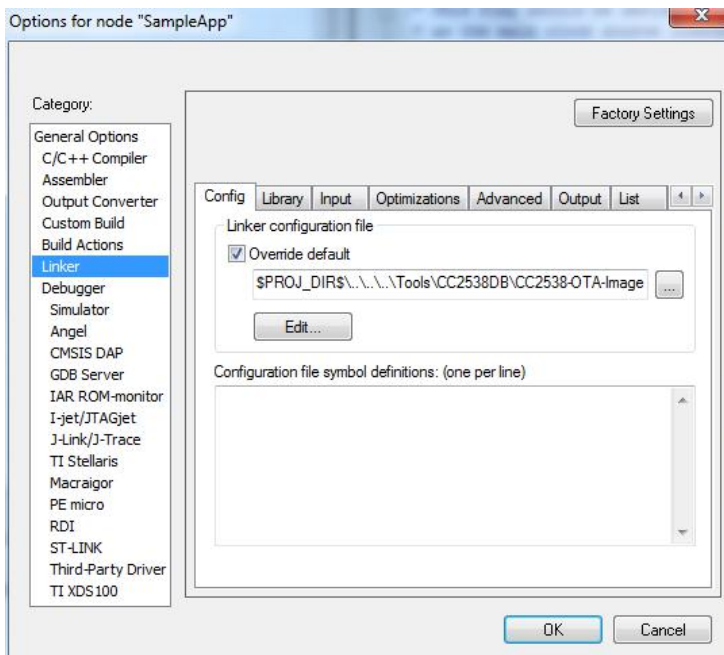 Options for node "SampleApp"
Category:
Factory Settings
General Options
C/C++ Compiler
Assembler
Output Converter
Custom Build
Build Actions
Linker
Debugger
Simulator
Angel
CMSIS DAP
GDB Server
IAR ROM-monitor
I-jet/JTAGjet
J-Link/J-Trace
TI Stellaris
Macraigor
PE micro
RDI
ST-LINK
Third-Party Driver
TI XDS100
Config Library Input Optimizations Advanced Output List
Linker configuration file
Override default
$PROJ_DIR$\..\..\..\Tools\CC2538DB\CC2538-OTA-Image
...
Edit...
Configuration file symbol definitions: (one per line)
OK Cancel